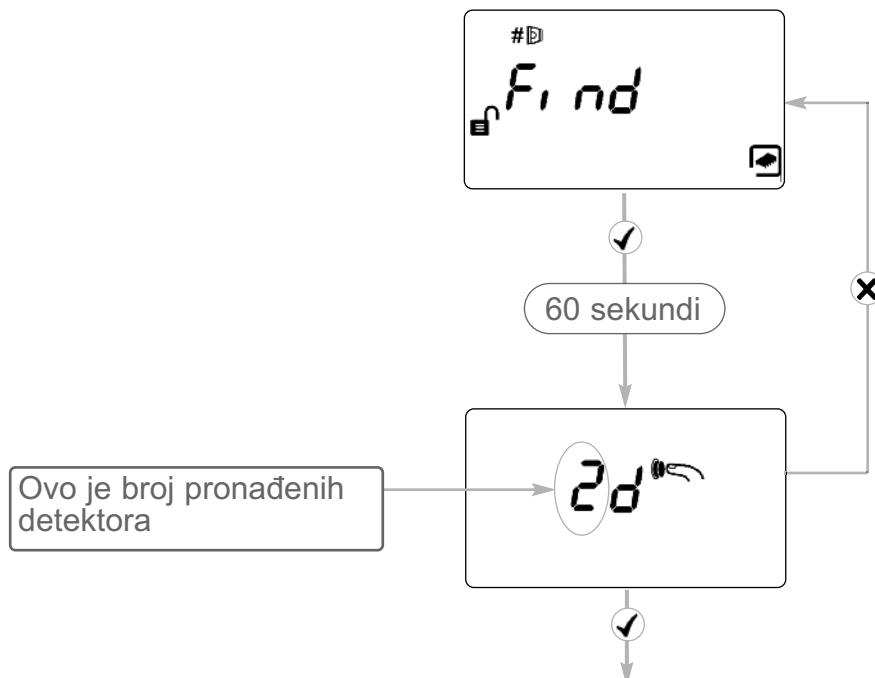 #
Find
60 sekundi
2d
Ovo je broj pronađenih
detektora